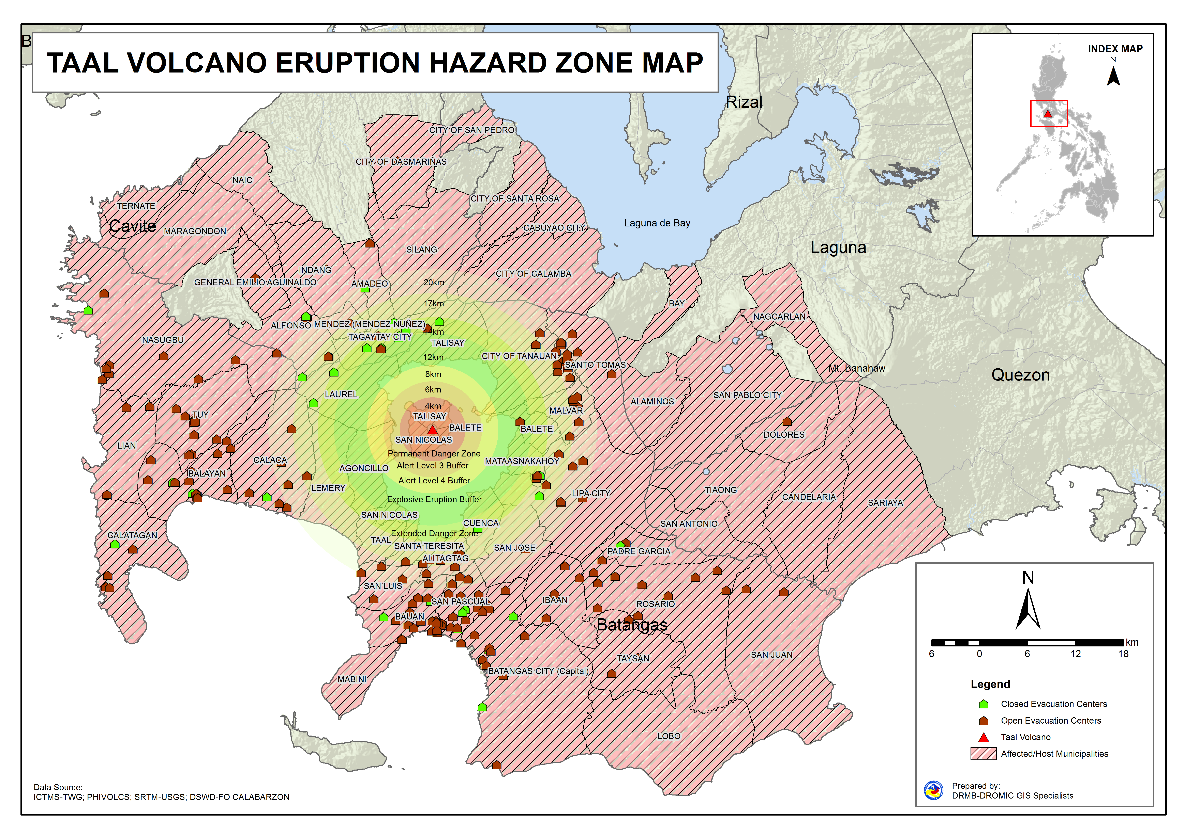 B
TAAL VOLCANO ERUPTION HAZARD ZONE MAP
INDEX MAP
N
Rizal
CITY OF SAN PEDRO
CITY OF DASMARINAS
NAIC
CITY OF SANTA ROSA
TERNATE
Cavite
MARAGONDON
CABUYAO CITY
Laguna de Bay
SILANG
Laguna
NDANG
CITY OF CALAMBA
GENERAL EMILIO AGUINALDO
AMADEO
20km
17km
BAY
NAGCARLAN
ALFONSO
MENDEZ (MENDEZ NUÑEZ)
km
TAGAYTAY CITY
TALISAY
NASUGBU
12km
CITY OF TANAUAN
SANTO TOMAS
Mt. Banahaw
8km
Quezon
6km
LAUREL
SAN PABLO CITY
ALAMINOS
4km
TALISAY
MALVAR
TUY
BALETE
BALETE
DOLORES
SAN NICOLAS
LIAN
Permanent Danger Zone
CALACA
MATAASNAKAHOY
AGONCILLO
Alert Level 3 Buffer
BALAYAN
Alert Level 4 Buffer
LEMERY
LIPA CITY
TIAONG
CANDELARIA
SARIAYA
Explosive Eruption Buffer
SAN NICOLAS
CUENCA
SAN ANTONIO
CALATAGAN
Extended Danger Zone
TAAL
SANTA TERESITA
SAN JOSE
PADRE GARCIA
ALITAGTAG
SAN LUIS
SAN PASCUAL
IBAAN
ROSARIO
BAUAN
Batangas
SAN JUAN
TAYSAN
BATANGAS CITY (Capital)
MABINI
LOBO
N
km
6 0 6 12 18
Legend
Closed Evacuation Centers
Open Evacuation Centers
Taal Volcano
Affected/Host Municipalities
Prepared by:
DRMB-DROMIC GIS Specialists
Data Source:
ICTMS-TWG; PHIVOLCS; SRTM-USGS; DSWD-FO CALABARZON